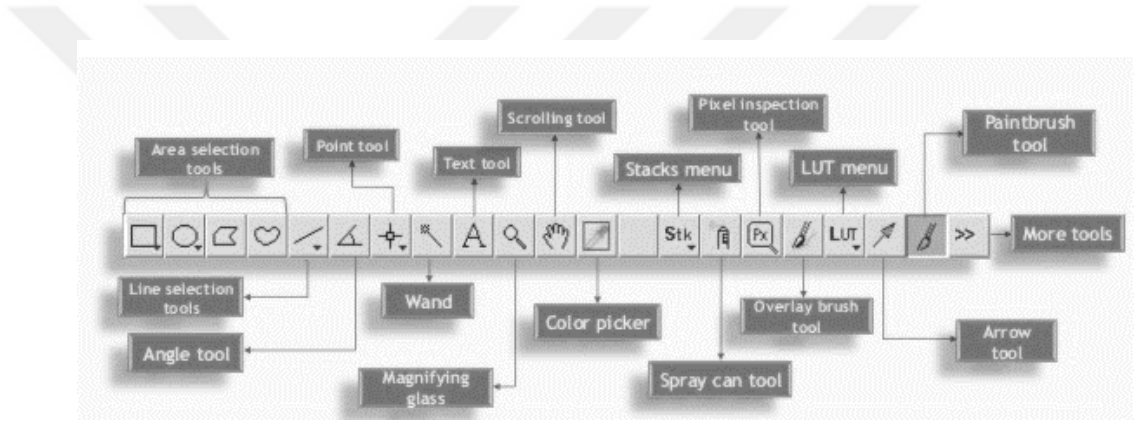 Pixel inspection
tool
Scrolling tool
Paintbrush
tool
Area selection
tools
Point tool
Text tool
Stacks menu
LUT menu
A
Stk
Px
LUT
>>
More tools
Line selection
tools
Wand
Color picker
Overlay brush
tool
Angle tool
Arrow
tool
Magnifying
glass
Spray can tool